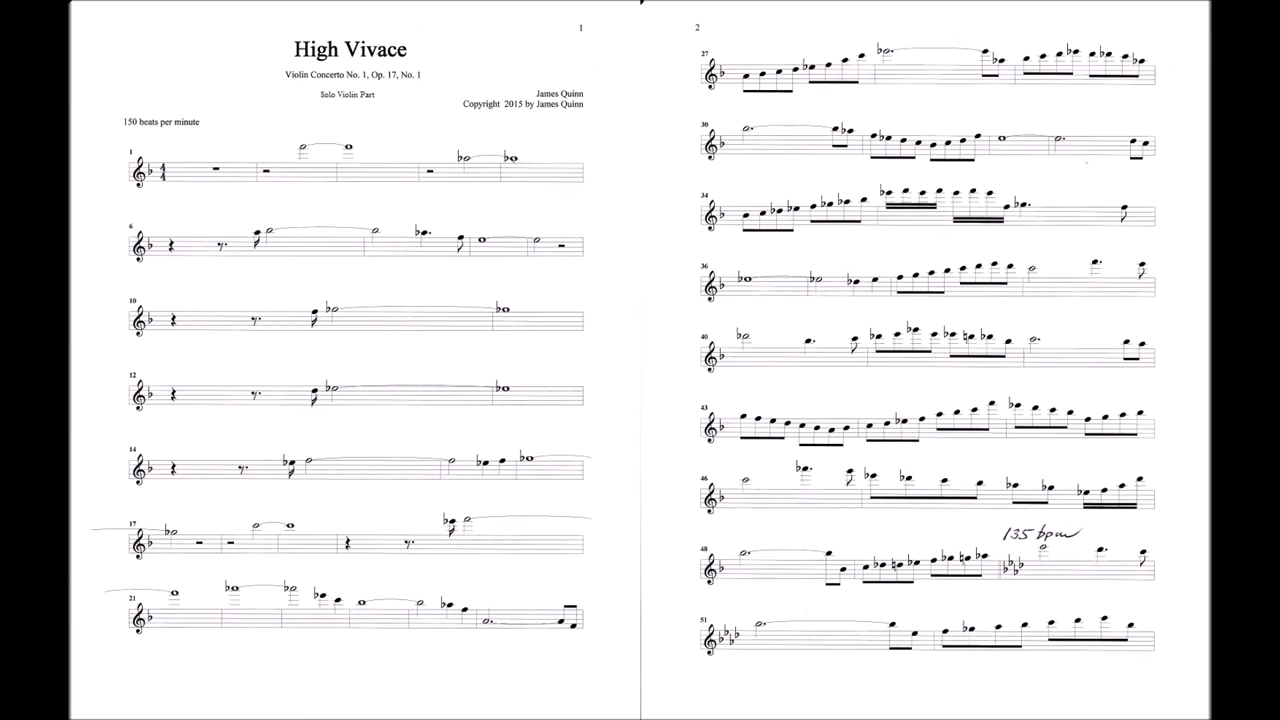 1
High Vivace
Violin Concerto No. 1, Op. 17, No. 1
Solo Violin Part
James Quinn
Copyright 2015 by James Quinn
150 beats per minute
1
4
4
6
10
12
14
17
21
2
27
30
34
36
40
43
46
135 bpm
48
51